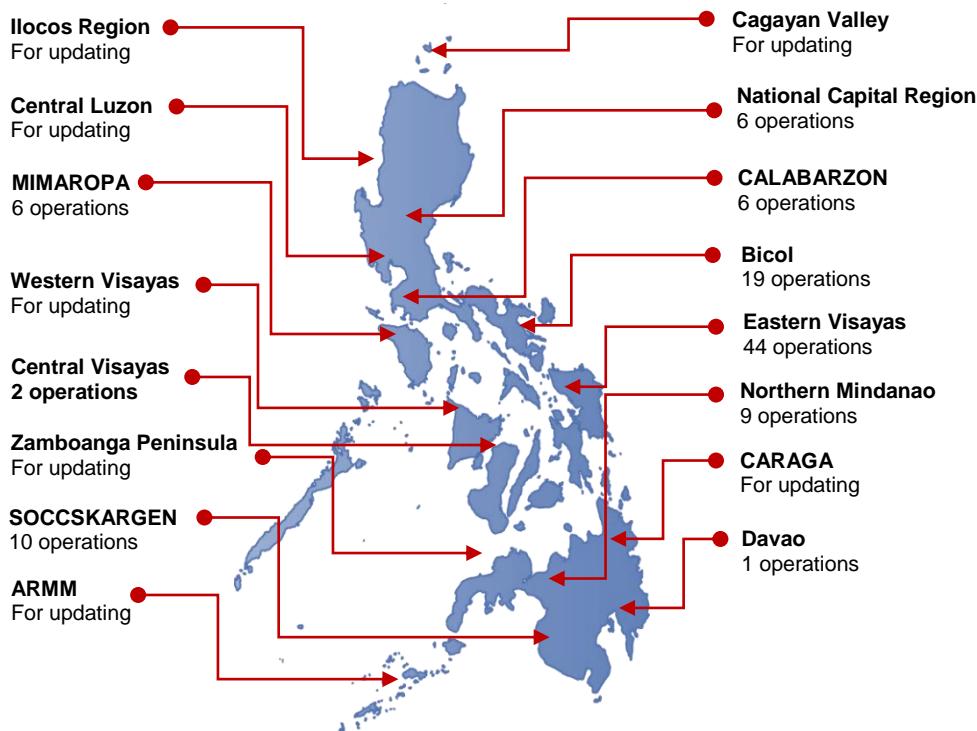 Ilocos Region
For updating
Central Luzon
For updating
MIMAROPA
6 operations
Western Visayas
For updating
Central Visayas
2 operations
Zamboanga Peninsula
For updating
SOCCSKARGEN
10 operations
ARMM
For updating
Cagayan Valley
For updating
National Capital Region
6 operations
CALABARZON
6 operations
Bicol
19 operations
Eastern Visayas
44 operations
Northern Mindanao
9 operations
CARAGA
For updating
Davao
1 operations